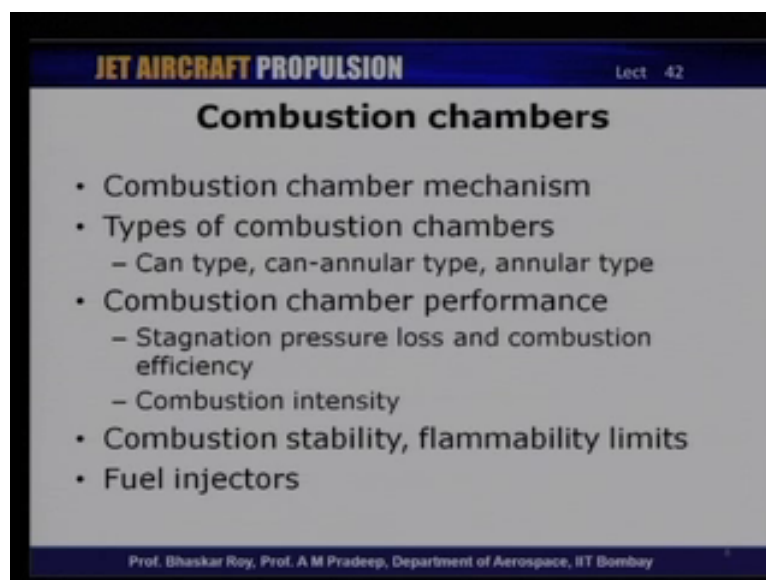 JET AIRCRAFT PROPULSION
Lect 42
Combustion chambers
• Combustion chamber mechanism
• Types of combustion chambers
– Can type, can-annular type, annular type
• Combustion chamber performance
– Stagnation pressure loss and combustion
efficiency
– Combustion intensity
• Combustion stability, flammability limits
• Fuel injectors
Prof. Bhaskar Roy, Prof. A M Pradeep, Department of Aerospace, IIT Bombay